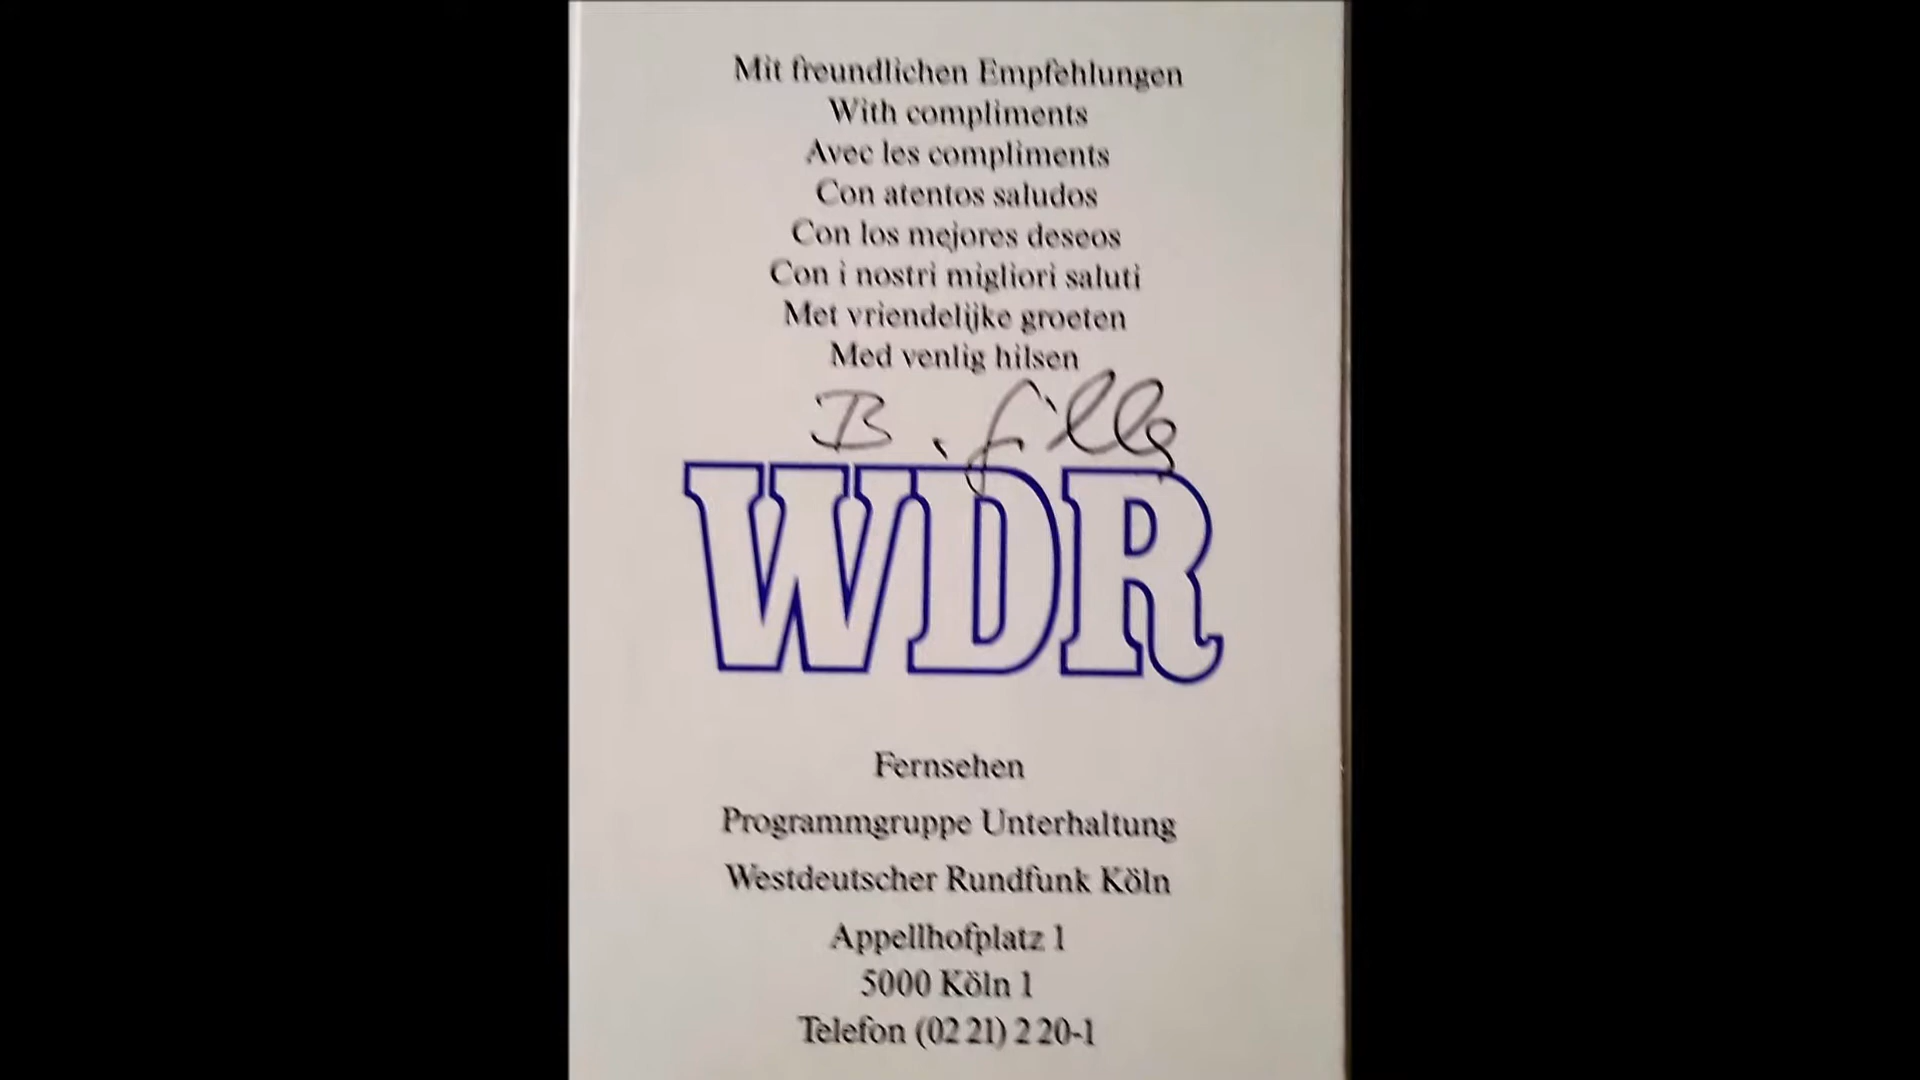 Mit freundlichen Empfehlungen
With compliments
Avec les compliments
Con atentos saludos
Con los mejores deseos
Con i nostri migliori saluti
Met vriendelijke groeten
Med venlig hilsen
B.
WDR
Fernsehen
Programmgruppe Unterhaltung
Westdeutscher Rundfunk Köln
Appellhofplatz 1
5000 Köln 1
Telefon (02 21) 2 20-1